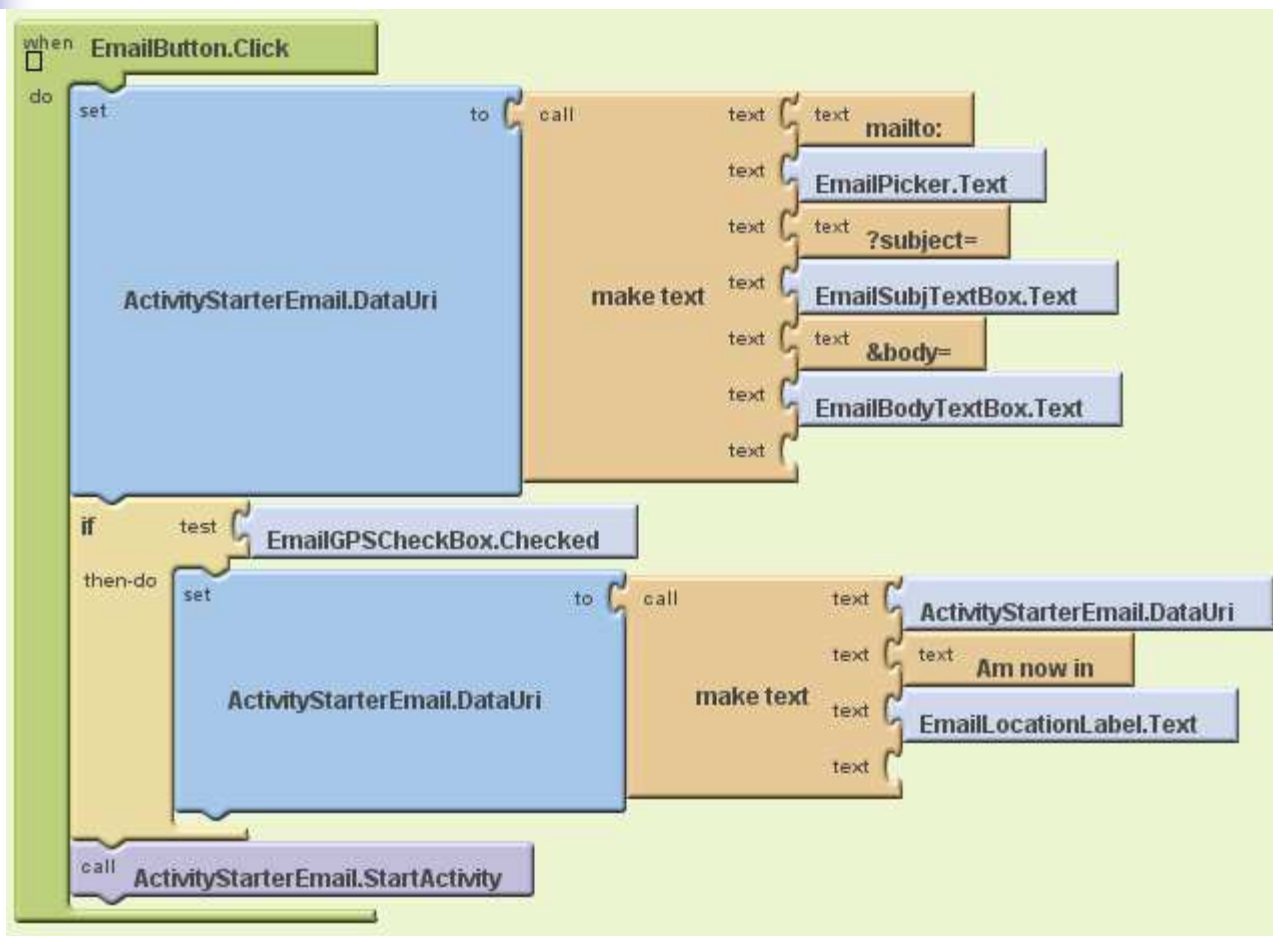 when EmailButton.Click
do
set to call text text mailto:
text EmailPicker.Text
text text ?subject=
ActivityStarterEmail.DataUri make text text EmailSubjTextBox.Text
text text &body=
text EmailBodyTextBox.Text
text
if test EmailGPSCheckBox.Checked
then-do set to call text ActivityStarterEmail.DataUri
text text Am now in
ActivityStarterEmail.DataUri make text text EmailLocationLabel.Text
text
call ActivityStarterEmail.StartActivity